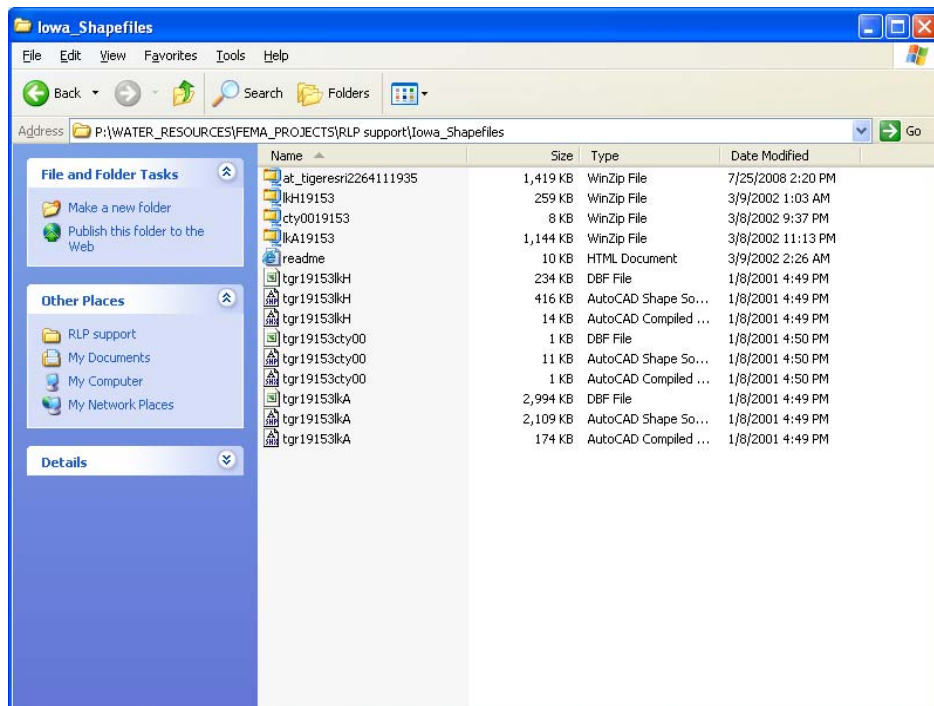 Iowa_Shapefiles
File Edit View Favorites Tools Help
Back Search Folders
Address P:\WATER_RESOURCES\FEMA_PROJECTS\RLP support\Iowa_Shapefiles Go
File and Folder Tasks
Make a new folder
Publish this folder to the
Web
Other Places
RLP support
My Documents
My Computer
My Network Places
Details
Name Size Type Date Modified
at_tigeresri2264111935 1,419 KB WinZip File 7/25/2008 2:20 PM
lkH19153 259 KB WinZip File 3/9/2002 1:03 AM
cty0019153 8 KB WinZip File 3/8/2002 9:37 PM
lkA19153 1,144 KB WinZip File 3/8/2002 11:13 PM
readme 10 KB HTML Document 3/9/2002 2:26 AM
tgr19153lkH 234 KB DBF File 1/8/2001 4:49 PM
tgr19153lkH 416 KB AutoCAD Shape So... 1/8/2001 4:49 PM
tgr19153lkH 14 KB AutoCAD Compiled ... 1/8/2001 4:49 PM
tgr19153cty00 1 KB DBF File 1/8/2001 4:50 PM
tgr19153cty00 11 KB AutoCAD Shape So... 1/8/2001 4:50 PM
tgr19153cty00 1 KB AutoCAD Compiled ... 1/8/2001 4:50 PM
tgr19153lkA 2,994 KB DBF File 1/8/2001 4:49 PM
tgr19153lkA 2,109 KB AutoCAD Shape So... 1/8/2001 4:49 PM
tgr19153lkA 174 KB AutoCAD Compiled ... 1/8/2001 4:49 PM